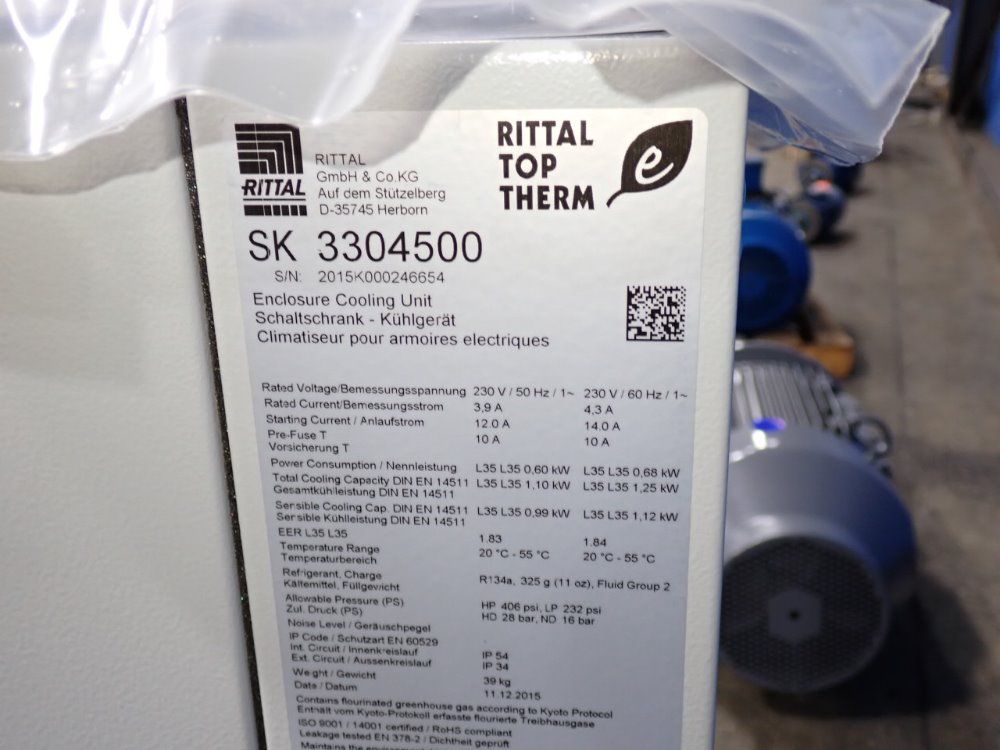 RITTAL
RITTAL
GmbH & Co.KG
Auf dem Stützelberg
D-35745 Herborn
RITTAL
TOP
THERM
e
SK 3304500
S/N: 2015K000246654
Enclosure Cooling Unit
Schaltschrank - Kühlgerät
Climatiseur pour armoires electriques
Rated Voltage/Bemessungsspannung 230 V / 50 Hz / 1~ 230 V / 60 Hz / 1~
Rated Current/Bemessungsstrom 3,9 A 4,3 A
Starting Current / Anlaufstrom 12.0 A 14.0 A
Pre-Fuse T 10 A 10 A
Vorsicherung T
Power Consumption / Nennleistung L35 L35 0,60 kW L35 L35 0,68 kW
Total Cooling Capacity DIN EN 14511 L35 L35 1,10 kW L35 L35 1,25 kW
Gesamtkühlleistung DIN EN 14511
Sensible Cooling Cap. DIN EN 14511 L35 L35 0,99 kW L35 L35 1,12 kW
Sensible Kühlleistung DIN EN 14511
EER L35 L35 1.83 1.84
Temperature Range 20 °C - 55 °C 20 °C - 55 °C
Temperaturbereich
Refrigerant, Charge R134a, 325 g (11 oz), Fluid Group 2
Kältemittel, Füllgewicht
Allowable Pressure (PS) HP 406 psi, LP 232 psi
Zul. Druck (PS) HD 28 bar, ND 16 bar
Noise Level / Geräuschpegel
IP Code / Schutzart EN 60529
Int. Circuit / Innenkreislauf IP 54
Ext. Circuit / Aussenkreislauf IP 34
Weight / Gewicht 39 kg
Date / Datum 11.12.2015
Contains flourinated greenhouse gas according to Kyoto Protocol
Enthält vom Kyoto-Protokoll erfasste flourierte Treibhausgase
ISO 9001 / 14001 certified / RoHS compliant
Leakage tested EN 378-2 / Dichtheit geprüft
Maintains the